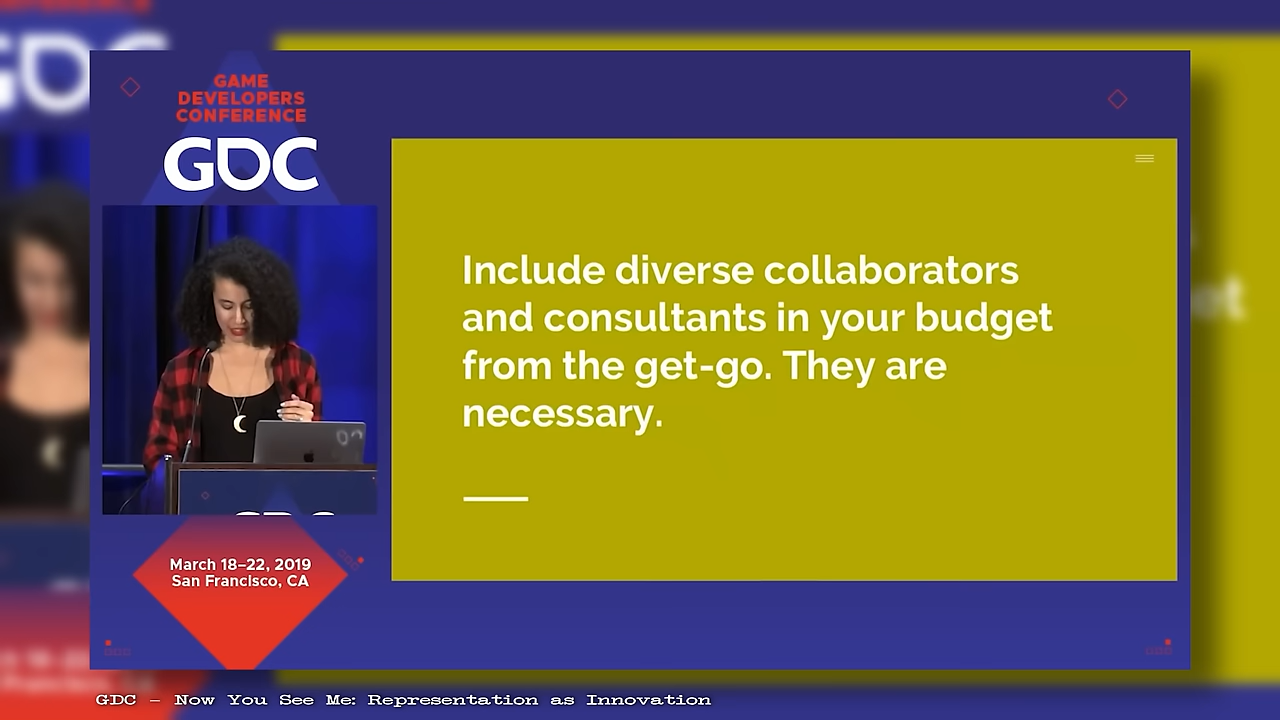 GAME
DEVELOPERS
CONFERENCE
GDC
Include diverse collaborators
and consultants in your budget
from the get-go. They are
necessary.
March 18–22, 2019
San Francisco, CA
GDC – Now You See Me: Representation as Innovation